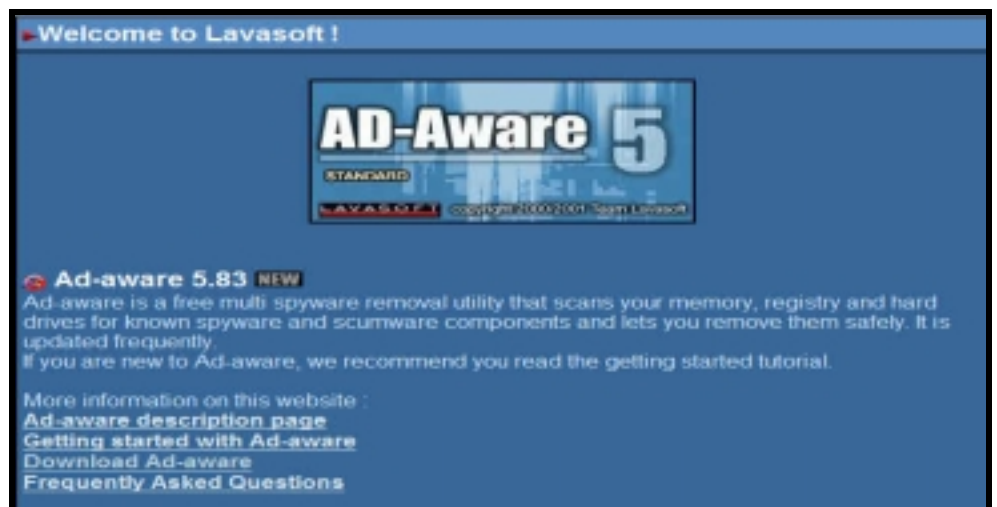 Welcome to Lavasoft !
AD-Aware 5
STANDARD
LAVASOFT copyright 2000/2001 Team Lavasoft
Ad-aware 5.83 NEW
Ad-aware is a free multi spyware removal utility that scans your memory, registry and hard
drives for known spyware and scumware components and lets you remove them safely. It is
updated frequently.
If you are new to Ad-aware, we recommend you read the getting started tutorial.
More information on this website :
Ad-aware description page
Getting started with Ad-aware
Download Ad-aware
Frequently Asked Questions